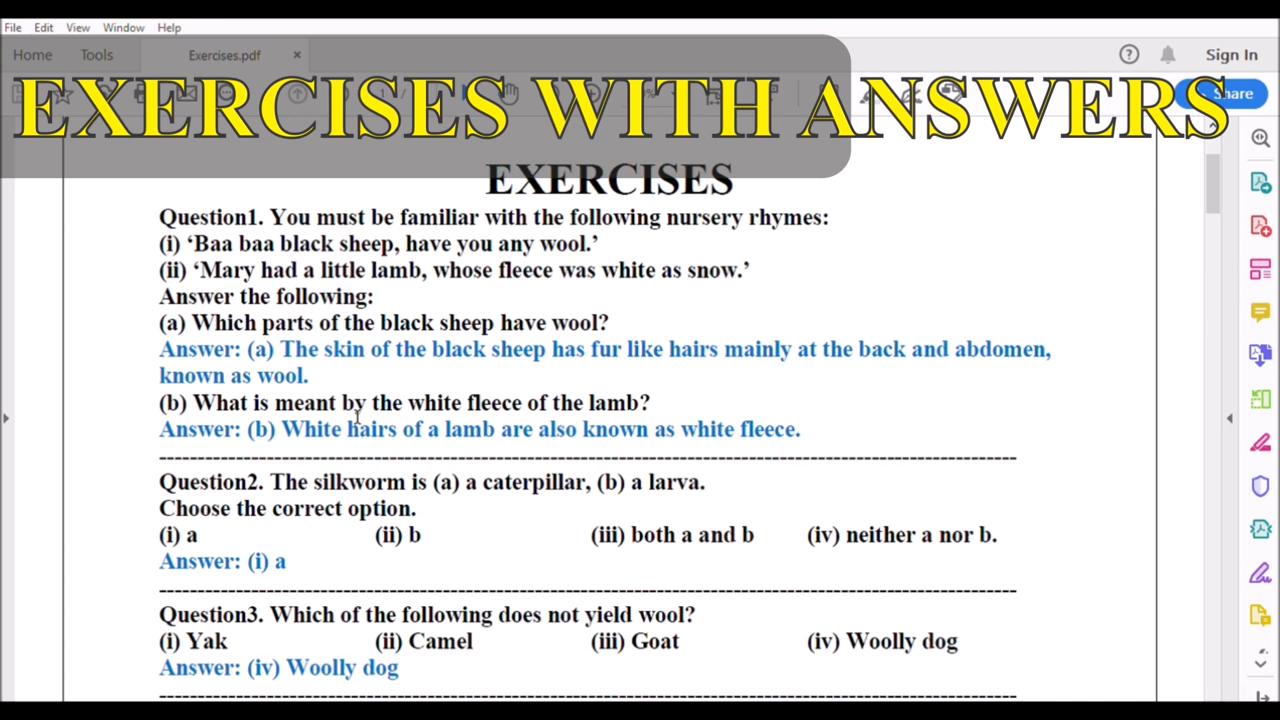 File Edit View Window Help
Home Tools Exercises.pdf × Sign In
EXERCISES WITH ANSWERS
Share
EXERCISES
Question1. You must be familiar with the following nursery rhymes:
(i) ‘Baa baa black sheep, have you any wool.’
(ii) ‘Mary had a little lamb, whose fleece was white as snow.’
Answer the following:
(a) Which parts of the black sheep have wool?
Answer: (a) The skin of the black sheep has fur like hairs mainly at the back and abdomen,
known as wool.
(b) What is meant by the white fleece of the lamb?
Answer: (b) White hairs of a lamb are also known as white fleece.
--------------------------------------------------------------------------------------------------------------
Question2. The silkworm is (a) a caterpillar, (b) a larva.
Choose the correct option.
(i) a (ii) b (iii) both a and b (iv) neither a nor b.
Answer: (i) a
--------------------------------------------------------------------------------------------------------------
Question3. Which of the following does not yield wool?
(i) Yak (ii) Camel (iii) Goat (iv) Woolly dog
Answer: (iv) Woolly dog
--------------------------------------------------------------------------------------------------------------